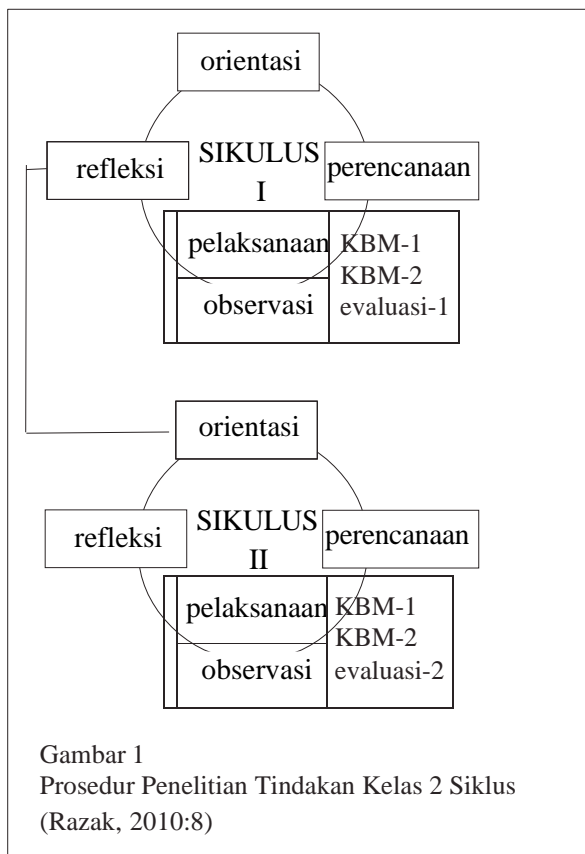 orientasi
refleksi
SIKULUS
I
perencanaan
pelaksanaan
KBM-1
KBM-2
observasi
evaluasi-1
orientasi
refleksi
SIKULUS
II
perencanaan
pelaksanaan
KBM-1
KBM-2
observasi
evaluasi-2
Gambar 1
Prosedur Penelitian Tindakan Kelas 2 Siklus
(Razak, 2010:8)